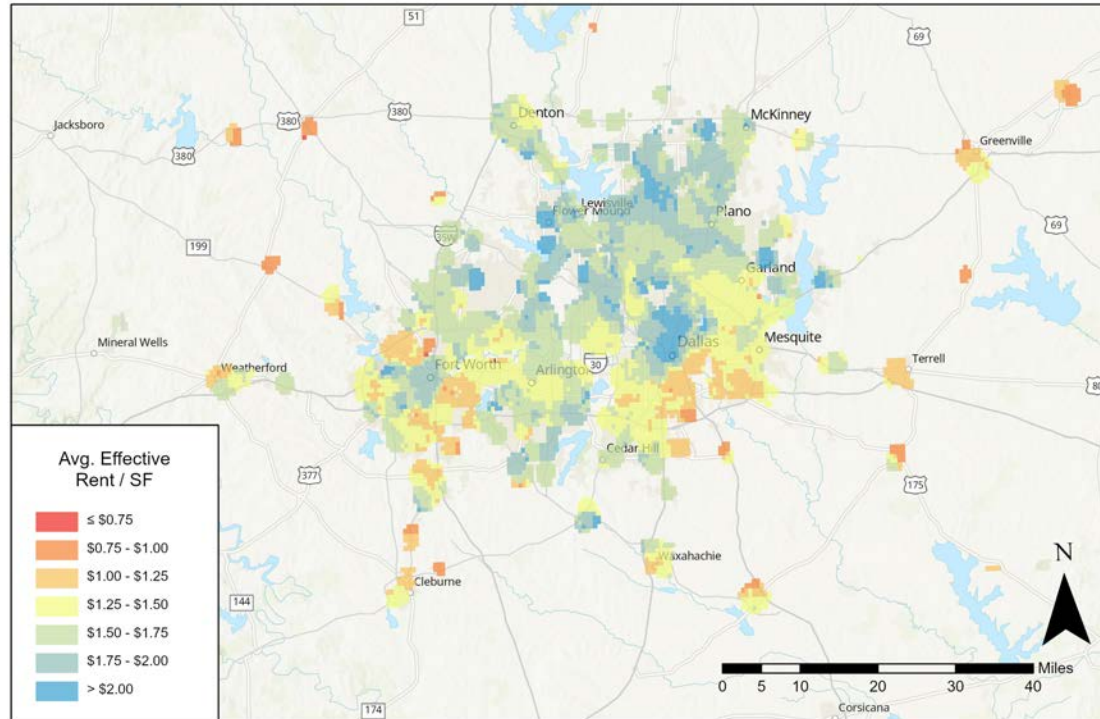 51
69
Denton
McKinney
Jacksboro
380
380
380
Greenville
Lewisville
Flower Mound
Plano
35W
69
199
Garland
Dallas
Mesquite
Mineral Wells
30
Weatherford
Fort Worth
Arlington
Terrell
80
Cedar Hill
377
175
Waxahachie
Cleburne
144
174
Corsicana
Avg. Effective
Rent / SF
≤ $0.75
$0.75 - $1.00
$1.00 - $1.25
$1.25 - $1.50
$1.50 - $1.75
$1.75 - $2.00
> $2.00
N
Miles
0 5 10 20 30 40